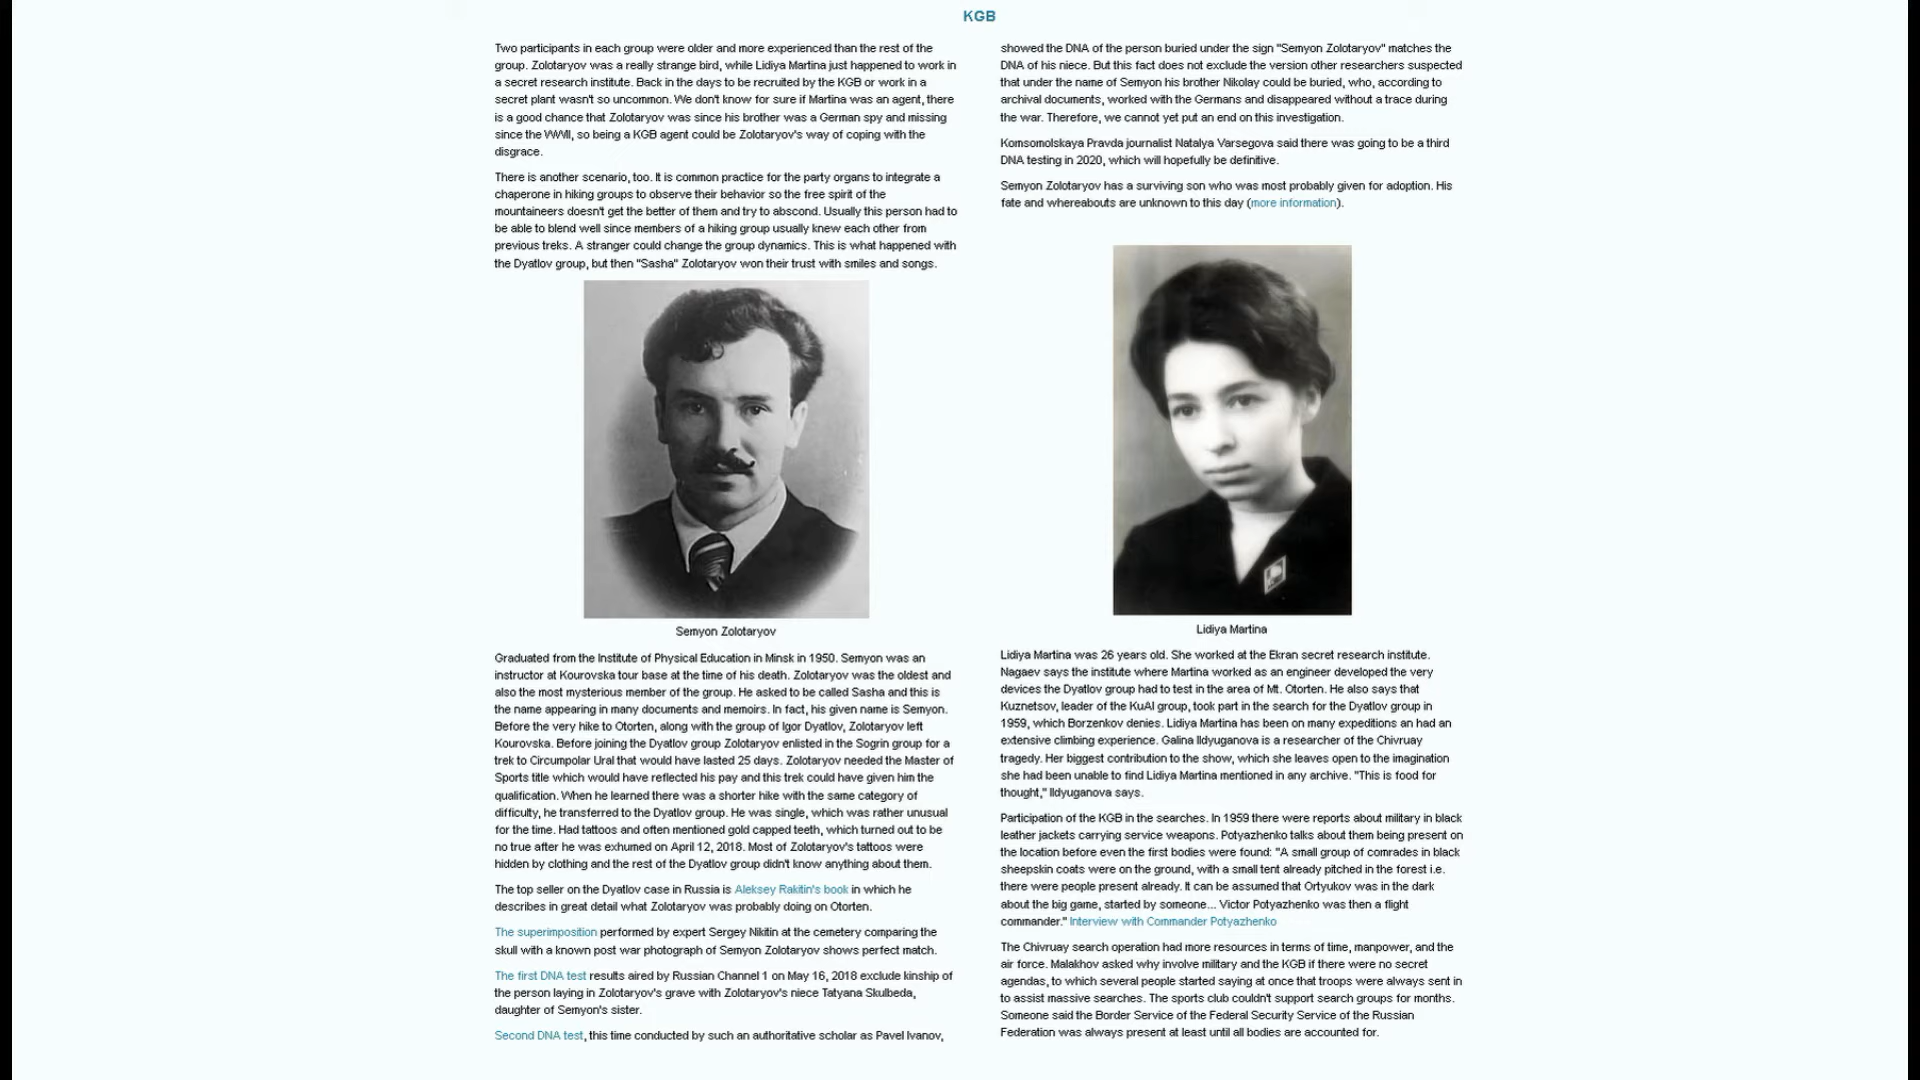 KGB
Two participants in each group were older and more experienced than the rest of the
group. Zolotaryov was a really strange bird, while Lidiya Martina just happened to work in
a secret research institute. Back in the days to be recruited by the KGB or work in a
secret plant wasn't so uncommon. We don't know for sure if Martina was an agent, there
is a good chance that Zolotaryov was since his brother was a German spy and missing
since the WWII, so being a KGB agent could be Zolotaryov's way of coping with the
disgrace.
There is another scenario, too. It is common practice for the party organs to integrate a
chaperone in hiking groups to observe their behavior so the free spirit of the
mountaineers doesn't get the better of them and try to abscond. Usually this person had to
be able to blend well since members of a hiking group usually knew each other from
previous treks. A stranger could change the group dynamics. This is what happened with
the Dyatlov group, but then "Sasha" Zolotaryov won their trust with smiles and songs.
Semyon Zolotaryov
Graduated from the Institute of Physical Education in Minsk in 1950. Semyon was an
instructor at Kourovska tour base at the time of his death. Zolotaryov was the oldest and
also the most mysterious member of the group. He asked to be called Sasha and this is
the name appearing in many documents and memoirs. In fact, his given name is Semyon.
Before the very hike to Otorten, along with the group of Igor Dyatlov, Zolotaryov left
Kourovska. Before joining the Dyatlov group Zolotaryov enlisted in the Sogrin group for a
trek to Circumpolar Ural that would have lasted 25 days. Zolotaryov needed the Master of
Sports title which would have reflected his pay and this trek could have given him the
qualification. When he learned there was a shorter hike with the same category of
difficulty, he transferred to the Dyatlov group. He was single, which was rather unusual
for the time. Had tattoos and often mentioned gold capped teeth, which turned out to be
no true after he was exhumed on April 12, 2018. Most of Zolotaryov's tattoos were
hidden by clothing and the rest of the Dyatlov group didn't know anything about them.
The top seller on the Dyatlov case in Russia is Aleksey Rakitin's book in which he
describes in great detail what Zolotaryov was probably doing on Otorten.
The superimposition performed by expert Sergey Nikitin at the cemetery comparing the
skull with a known post war photograph of Semyon Zolotaryov shows perfect match.
The first DNA test results aired by Russian Channel 1 on May 16, 2018 exclude kinship of
the person laying in Zolotaryov's grave with Zolotaryov's niece Tatyana Skulbeda,
daughter of Semyon's sister.
Second DNA test, this time conducted by such an authoritative scholar as Pavel Ivanov,
showed the DNA of the person buried under the sign "Semyon Zolotaryov" matches the
DNA of his niece. But this fact does not exclude the version other researchers suspected
that under the name of Semyon his brother Nikolay could be buried, who, according to
archival documents, worked with the Germans and disappeared without a trace during
the war. Therefore, we cannot yet put an end on this investigation.
Komsomolskaya Pravda journalist Natalya Varsegova said there was going to be a third
DNA testing in 2020, which will hopefully be definitive.
Semyon Zolotaryov has a surviving son who was most probably given for adoption. His
fate and whereabouts are unknown to this day (more information).
Lidiya Martina
Lidiya Martina was 26 years old. She worked at the Ekran secret research institute.
Nagaev says the institute where Martina worked as an engineer developed the very
devices the Dyatlov group had to test in the area of Mt. Otorten. He also says that
Kuznetsov, leader of the KuAI group, took part in the search for the Dyatlov group in
1959, which Borzenkov denies. Lidiya Martina has been on many expeditions an had an
extensive climbing experience. Galina Ildyuganova is a researcher of the Chivruay
tragedy. Her biggest contribution to the show, which she leaves open to the imagination
she had been unable to find Lidiya Martina mentioned in any archive. "This is food for
thought," Ildyuganova says.
Participation of the KGB in the searches. In 1959 there were reports about military in black
leather jackets carrying service weapons. Potyazhenko talks about them being present on
the location before even the first bodies were found: "A small group of comrades in black
sheepskin coats were on the ground, with a small tent already pitched in the forest i.e.
there were people present already. It can be assumed that Ortyukov was in the dark
about the big game, started by someone... Victor Potyazhenko was then a flight
commander." Interview with Commander Potyazhenko
The Chivruay search operation had more resources in terms of time, manpower, and the
air force. Malakhov asked why involve military and the KGB if there were no secret
agendas, to which several people started saying at once that troops were always sent in
to assist massive searches. The sports club couldn't support search groups for months.
Someone said the Border Service of the Federal Security Service of the Russian
Federation was always present at least until all bodies are accounted for.